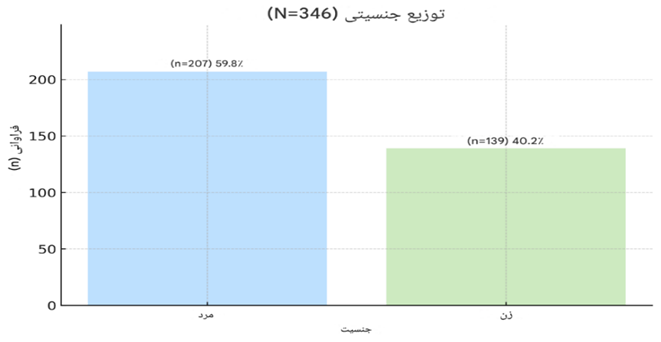 توزیع جنسیتی (N=346)
(n=207) 59.8٪
(n=139) 40.2٪
فراوانی (n)
200
150
100
50
0
مرد
زن
جنسیت